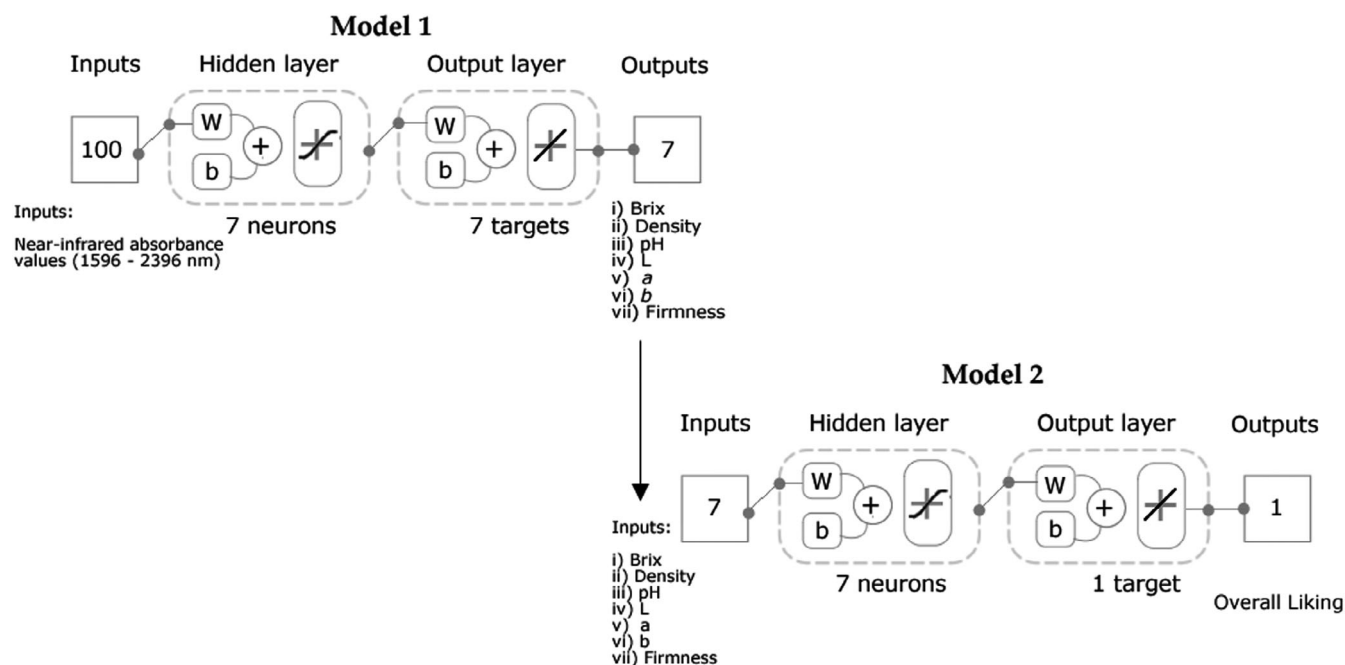 Model 1
Inputs Hidden layer Output layer Outputs
100 W b + W b + 7
7 neurons 7 targets
Inputs:
Near-infrared absorbance
values (1596 - 2396 nm)
i) Brix
ii) Density
iii) pH
iv) L
v) a
vi) b
vii) Firmness
Model 2
Inputs Hidden layer Output layer Outputs
7 W b + W b + 1
7 neurons 1 target
Overall Liking
Inputs:
i) Brix
ii) Density
iii) pH
iv) L
v) a
vi) b
vii) Firmness